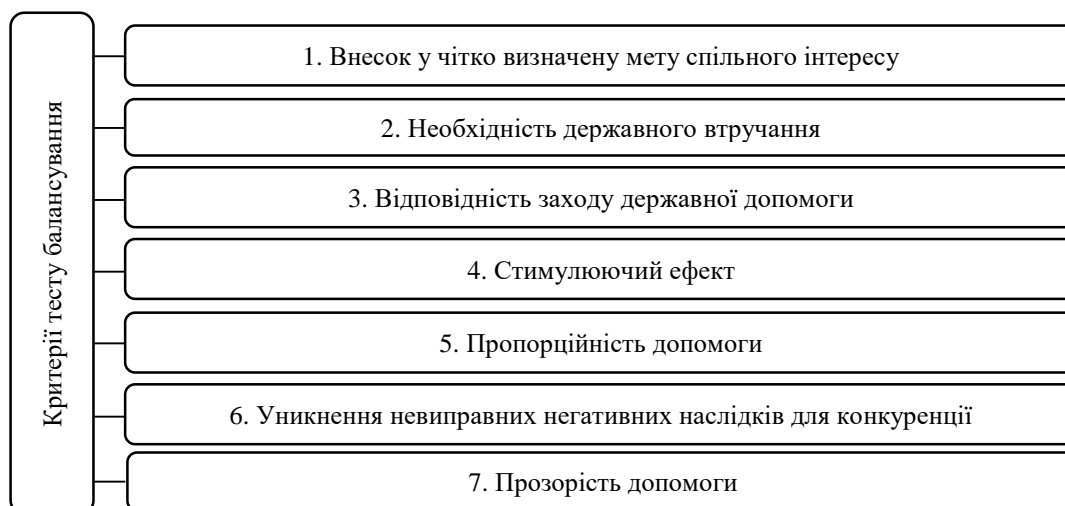 Критерії тесту балансування
1. Внесок у чітко визначену мету спільного інтересу
2. Необхідність державного втручання
3. Відповідність заходу державної допомоги
4. Стимулюючий ефект
5. Пропорційність допомоги
6. Уникнення невиправних негативних наслідків для конкуренції
7. Прозорість допомоги